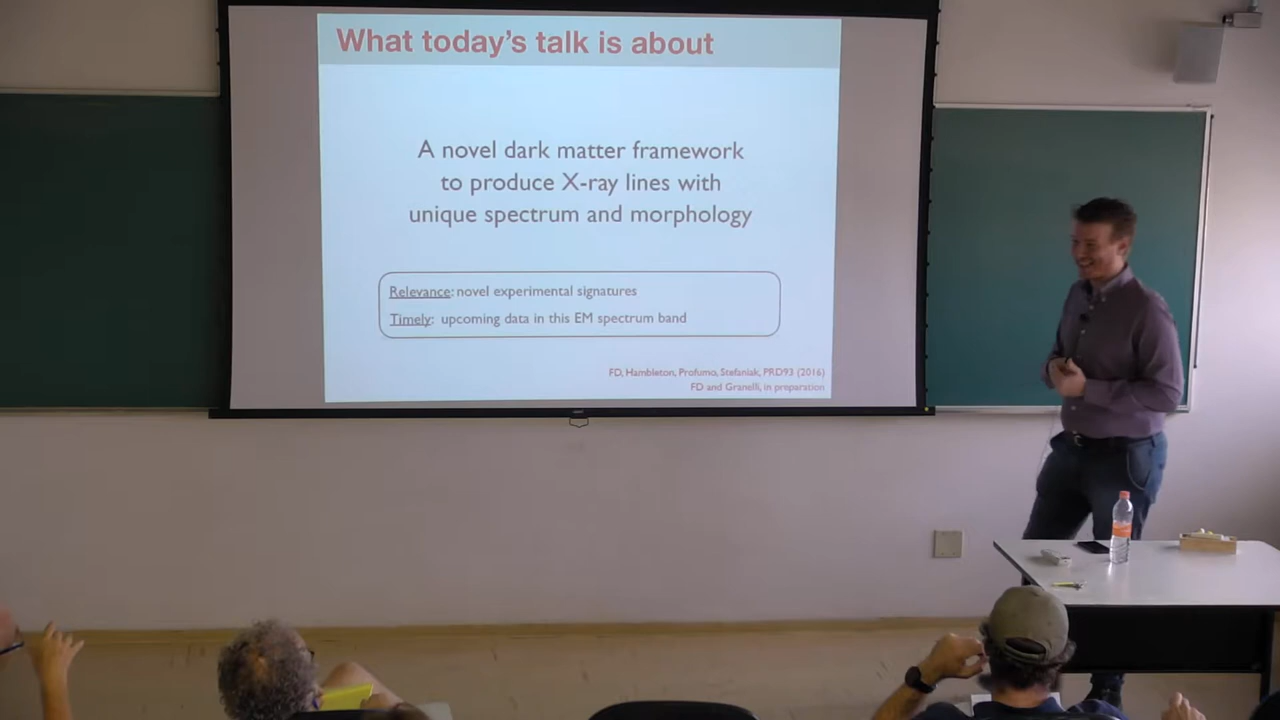 What today's talk is about
A novel dark matter framework
to produce X-ray lines with
unique spectrum and morphology
Relevance: novel experimental signatures
Timely: upcoming data in this EM spectrum band
FD, Hambleton, Profumo, Stefaniak, PRD93 (2016)
FD and Granelli, in preparation